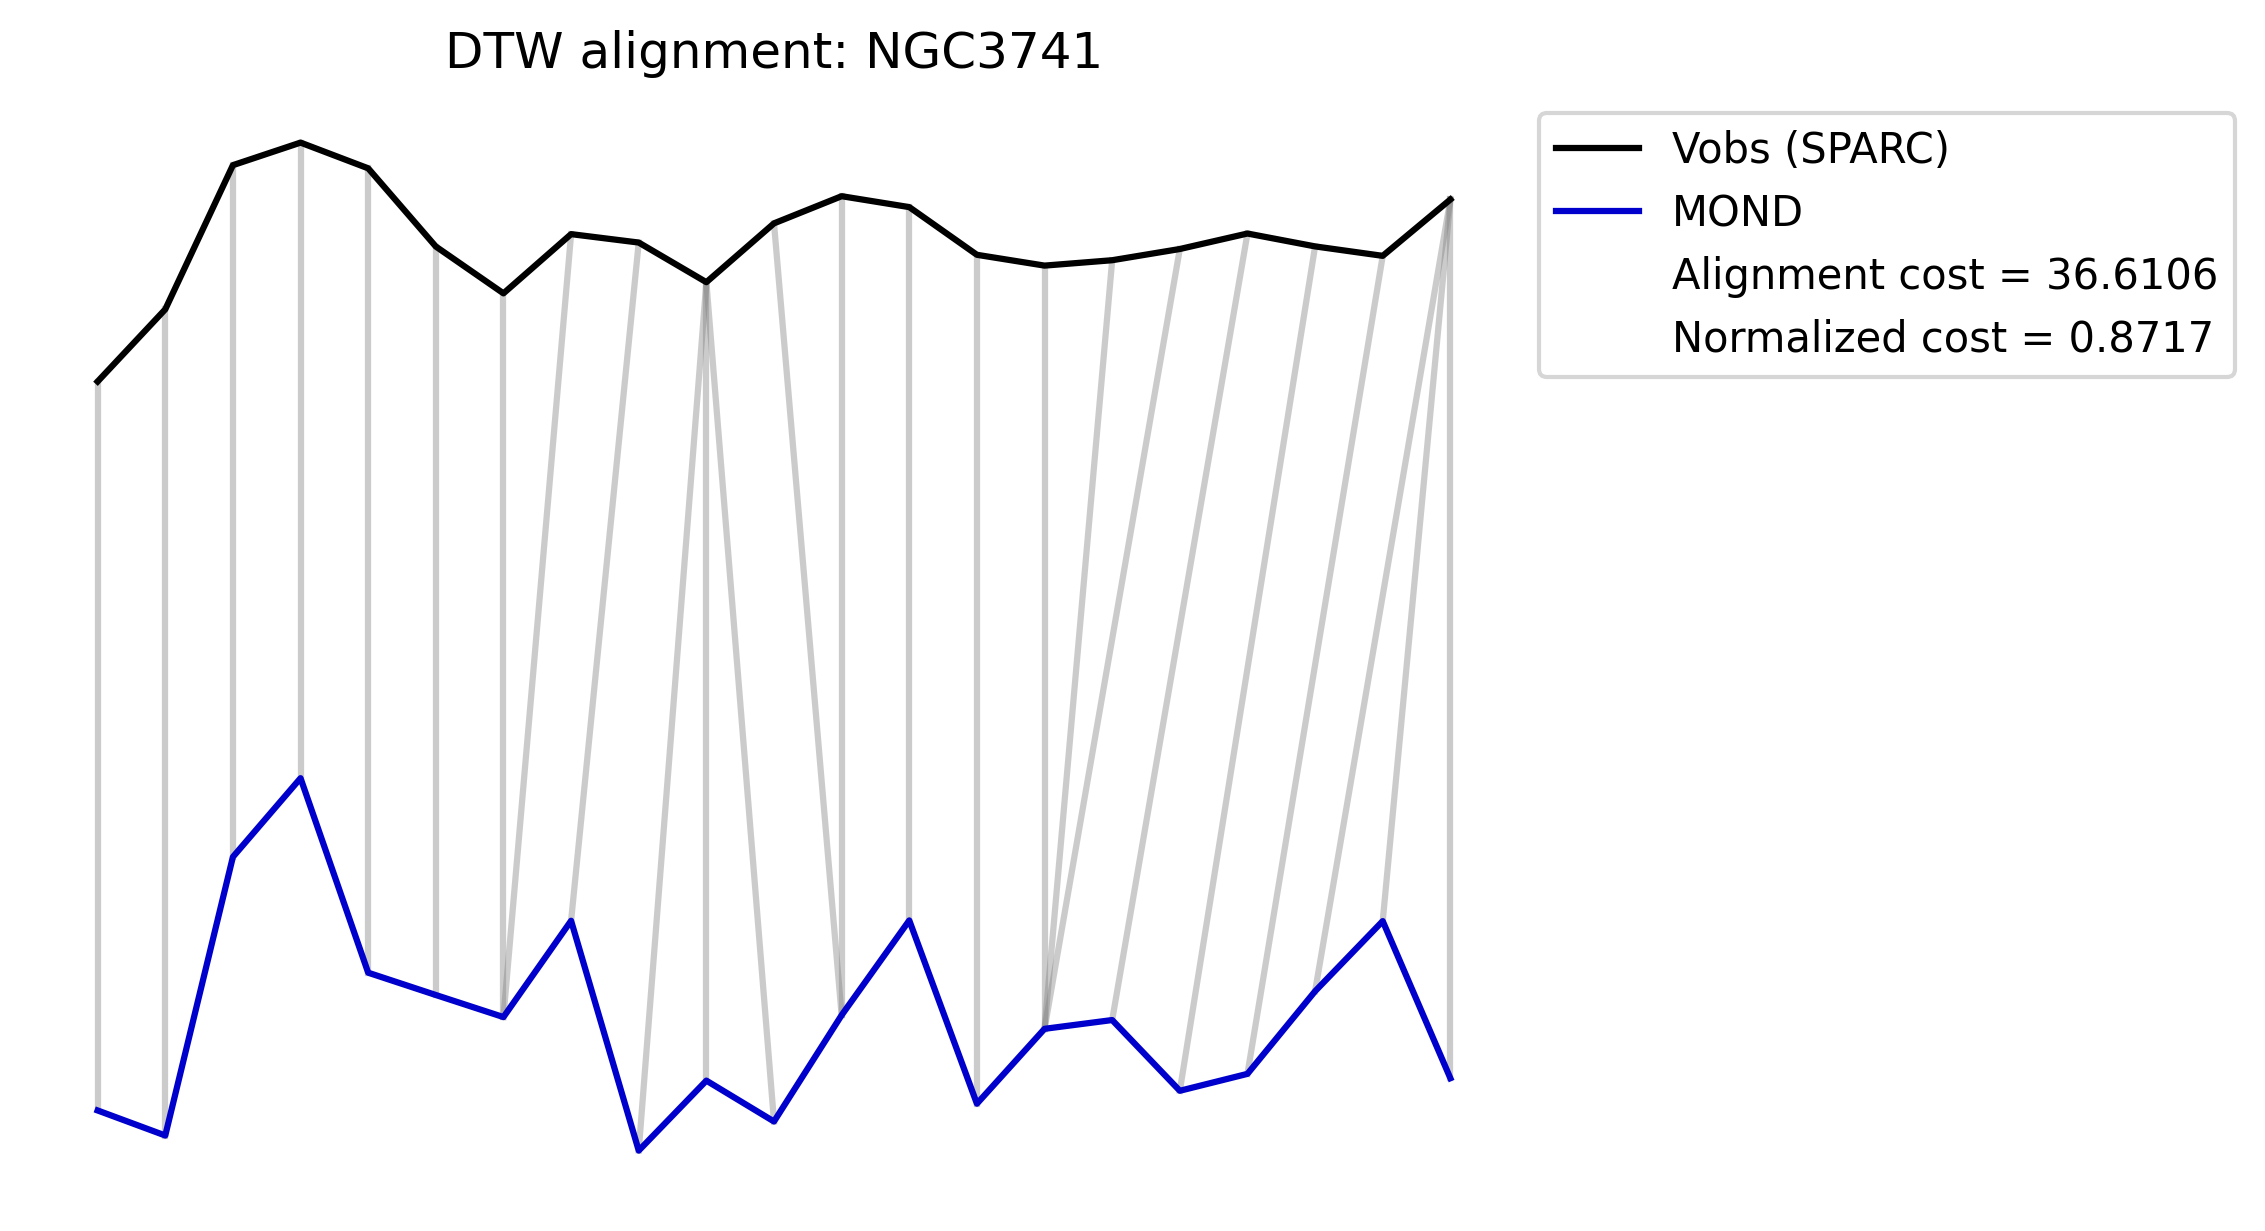 DTW alignment: NGC3741
Vobs (SPARC)
MOND
Alignment cost = 36.6106
Normalized cost = 0.8717